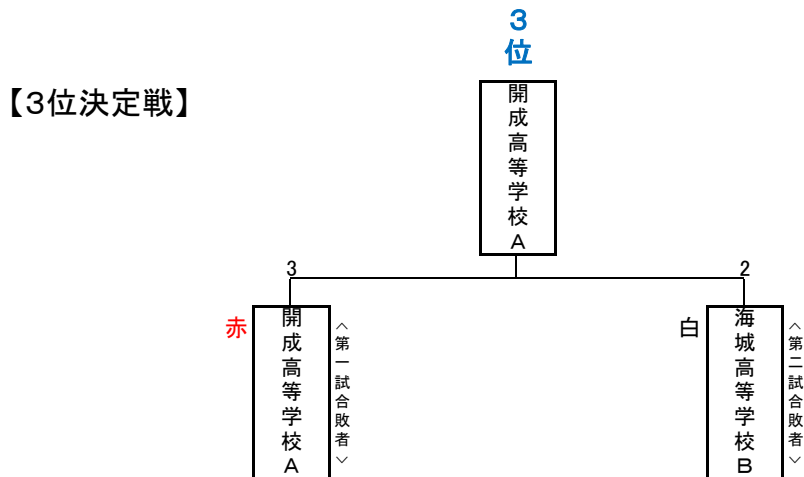 3
位
【3位決定戦】
開成高等学校A
3
2
赤
開成高等学校A
〈第一試合敗者〉
白
海城高等学校B
〈第二試合敗者〉